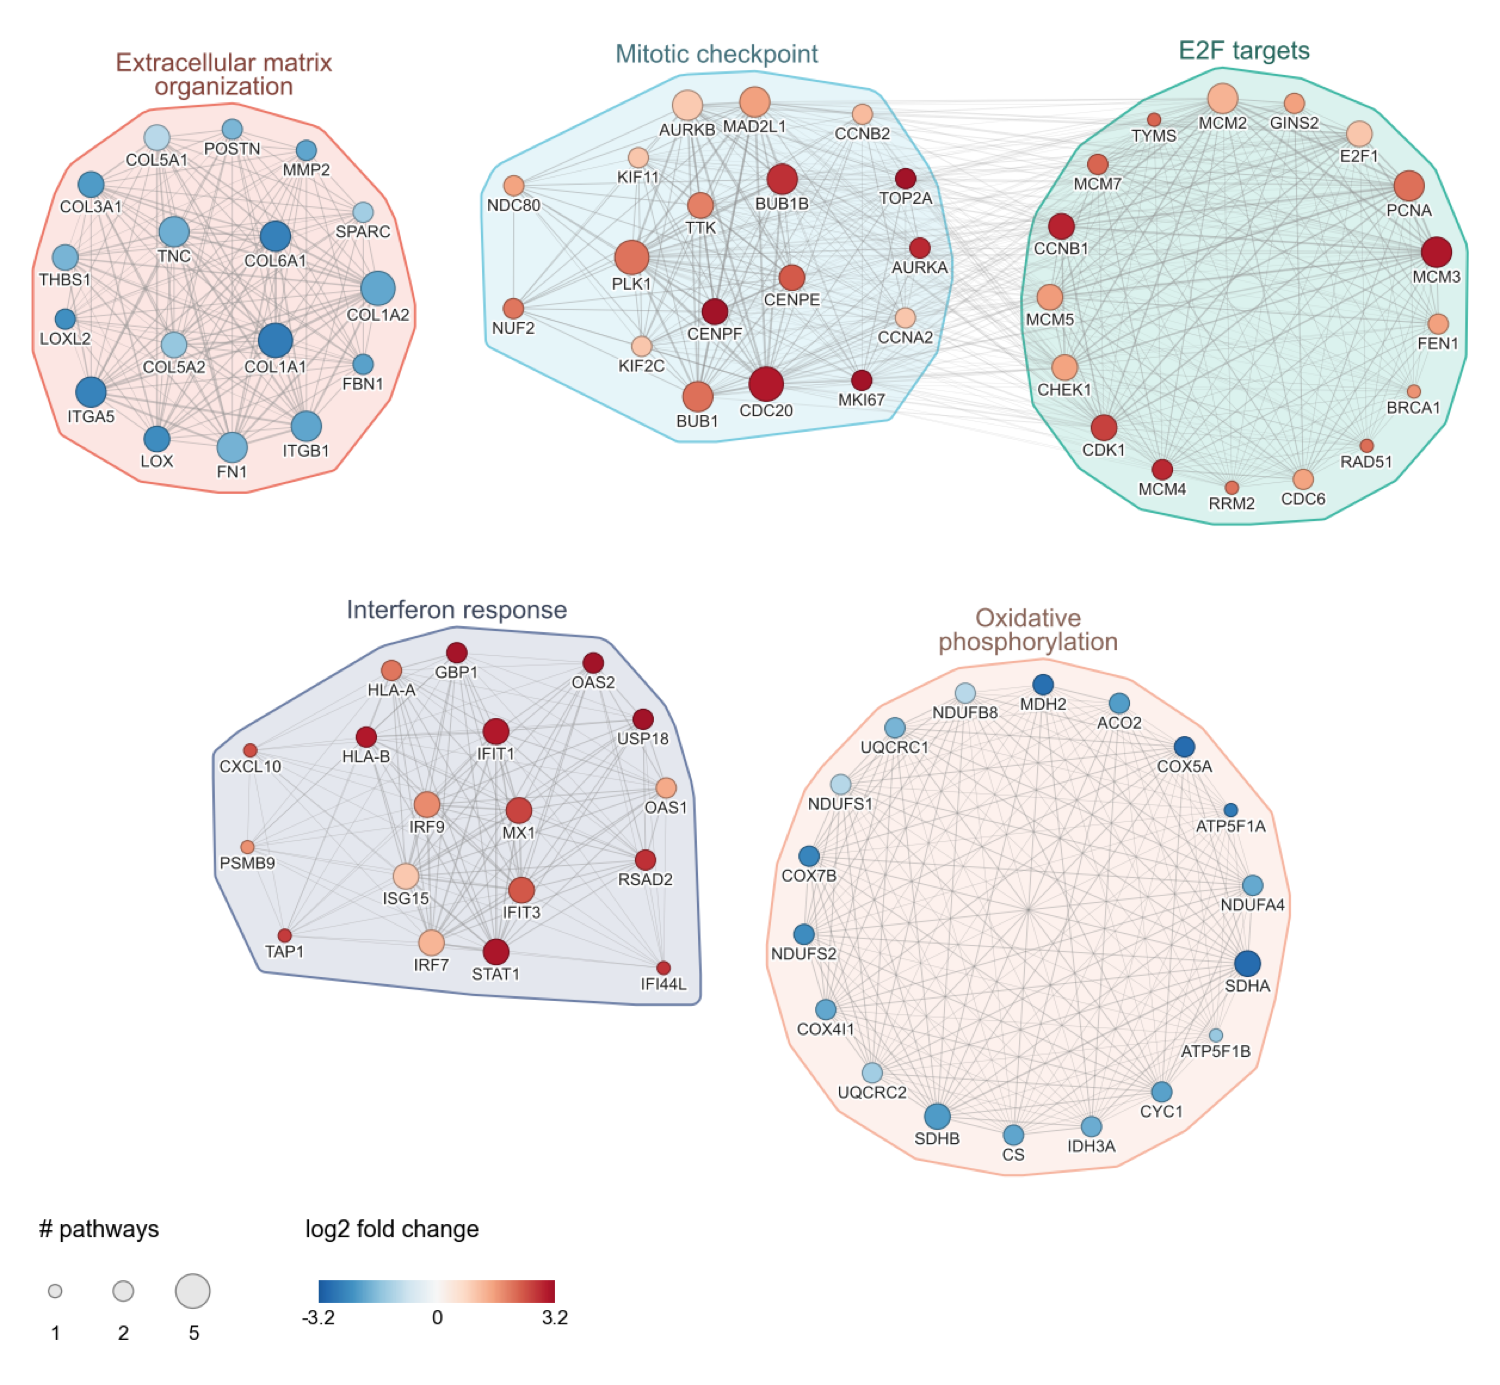 Extracellular matrix
organization
COL5A1
POSTN
MMP2
COL3A1
SPARC
TNC
COL6A1
THBS1
COL1A2
LOXL2
COL5A2
COL1A1
FBN1
ITGA5
ITGB1
LOX
FN1
Mitotic checkpoint
AURKB
MAD2L1
CCNB2
KIF11
NDC80
BUB1B
TOP2A
TTK
AURKA
PLK1
CENPE
NUF2
CENPF
CCNA2
KIF2C
MKI67
CDC20
BUB1
E2F targets
MCM2
GINS2
TYMS
E2F1
MCM7
PCNA
CCNB1
MCM3
MCM5
FEN1
CHEK1
BRCA1
CDK1
RAD51
MCM4
RRM2
CDC6
Interferon response
GBP1
HLA-A
OAS2
USP18
IFIT1
HLA-B
CXCL10
OAS1
IRF9
MX1
PSMB9
RSAD2
ISG15
IFIT3
TAP1
IRF7
STAT1
IFI44L
Oxidative
phosphorylation
NDUFB8
MDH2
ACO2
UQCRC1
COX5A
NDUFS1
ATP5F1A
COX7B
NDUFA4
NDUFS2
SDHA
COX4I1
ATP5F1B
UQCRC2
CYC1
SDHB
CS
IDH3A
# pathways
1 2 5
log2 fold change
-3.2 0 3.2